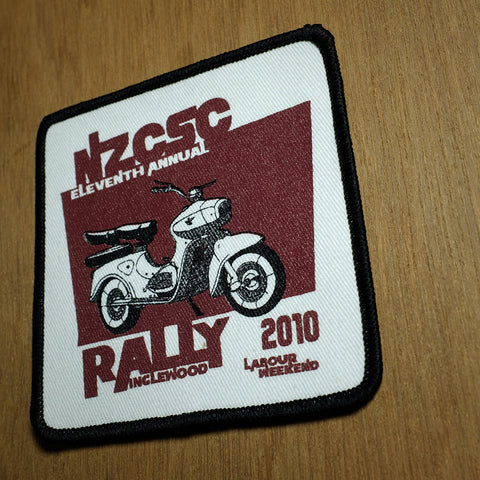 NZCSC
ELEVENTH ANNUAL
RALLY 2010
INGLEWOOD LABOUR
WEEKEND